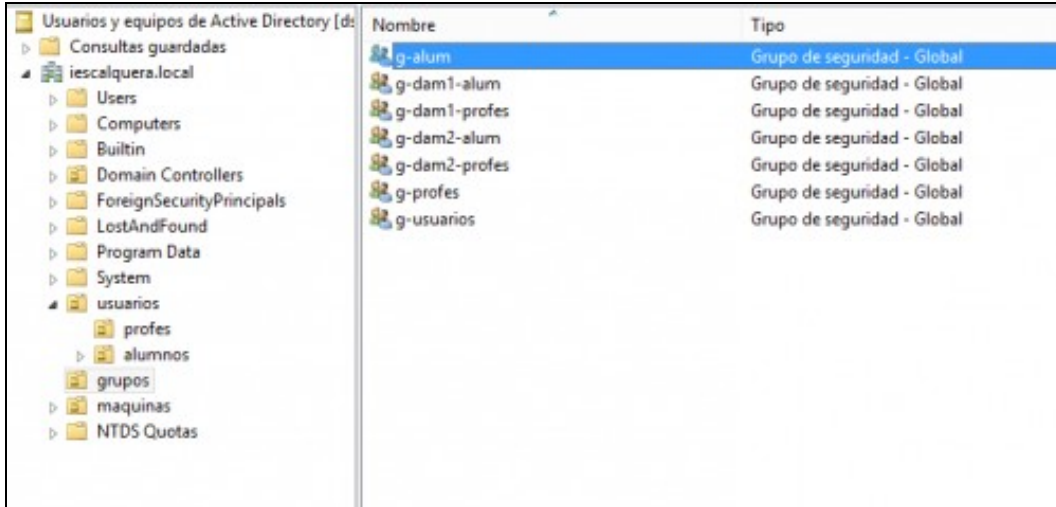 Usuarios y equipos de Active Directory [ds
Consultas guardadas
iescalquera.local
Users
Computers
Builtin
Domain Controllers
ForeignSecurityPrincipals
LostAndFound
Program Data
System
usuarios
profes
alumnos
grupos
maquinas
NTDS Quotas
Nombre Tipo
g-alum Grupo de seguridad - Global
g-dam1-alum Grupo de seguridad - Global
g-dam1-profes Grupo de seguridad - Global
g-dam2-alum Grupo de seguridad - Global
g-dam2-profes Grupo de seguridad - Global
g-profes Grupo de seguridad - Global
g-usuarios Grupo de seguridad - Global